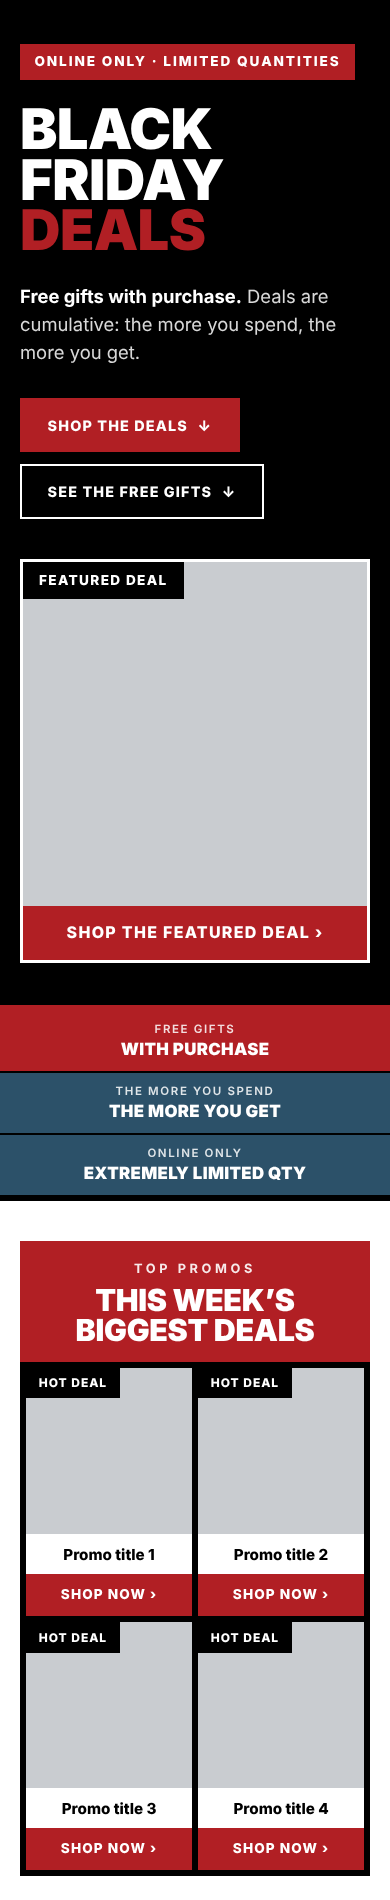 ONLINE ONLY · LIMITED QUANTITIES
BLACK
FRIDAY
DEALS
Free gifts with purchase. Deals are
cumulative: the more you spend, the
more you get.
SHOP THE DEALS ↓
SEE THE FREE GIFTS ↓
FEATURED DEAL
SHOP THE FEATURED DEAL ›
FREE GIFTS
WITH PURCHASE
THE MORE YOU SPEND
THE MORE YOU GET
ONLINE ONLY
EXTREMELY LIMITED QTY
TOP PROMOS
THIS WEEK’S
BIGGEST DEALS
HOT DEAL
Promo title 1
SHOP NOW ›
HOT DEAL
Promo title 2
SHOP NOW ›
HOT DEAL
Promo title 3
SHOP NOW ›
HOT DEAL
Promo title 4
SHOP NOW ›